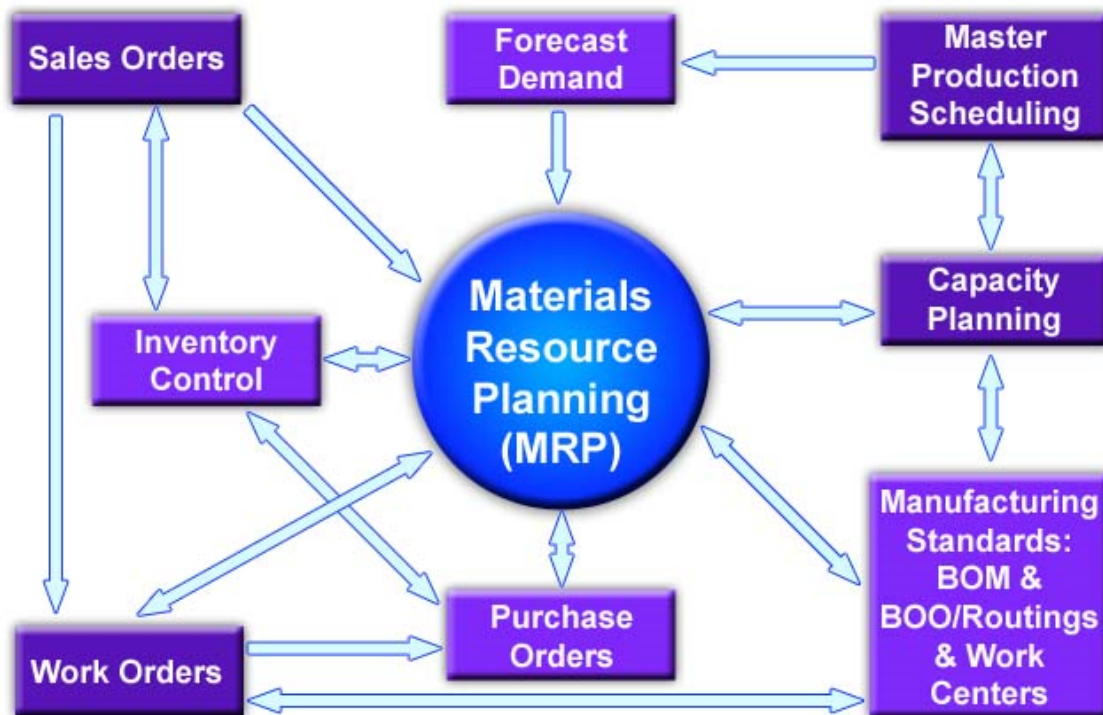 Sales Orders
Forecast
Demand
Master
Production
Scheduling
Materials
Resource
Planning
(MRP)
Capacity
Planning
Inventory
Control
Manufacturing
Standards:
BOM &
BOO/Routings
& Work
Centers
Purchase
Orders
Work Orders